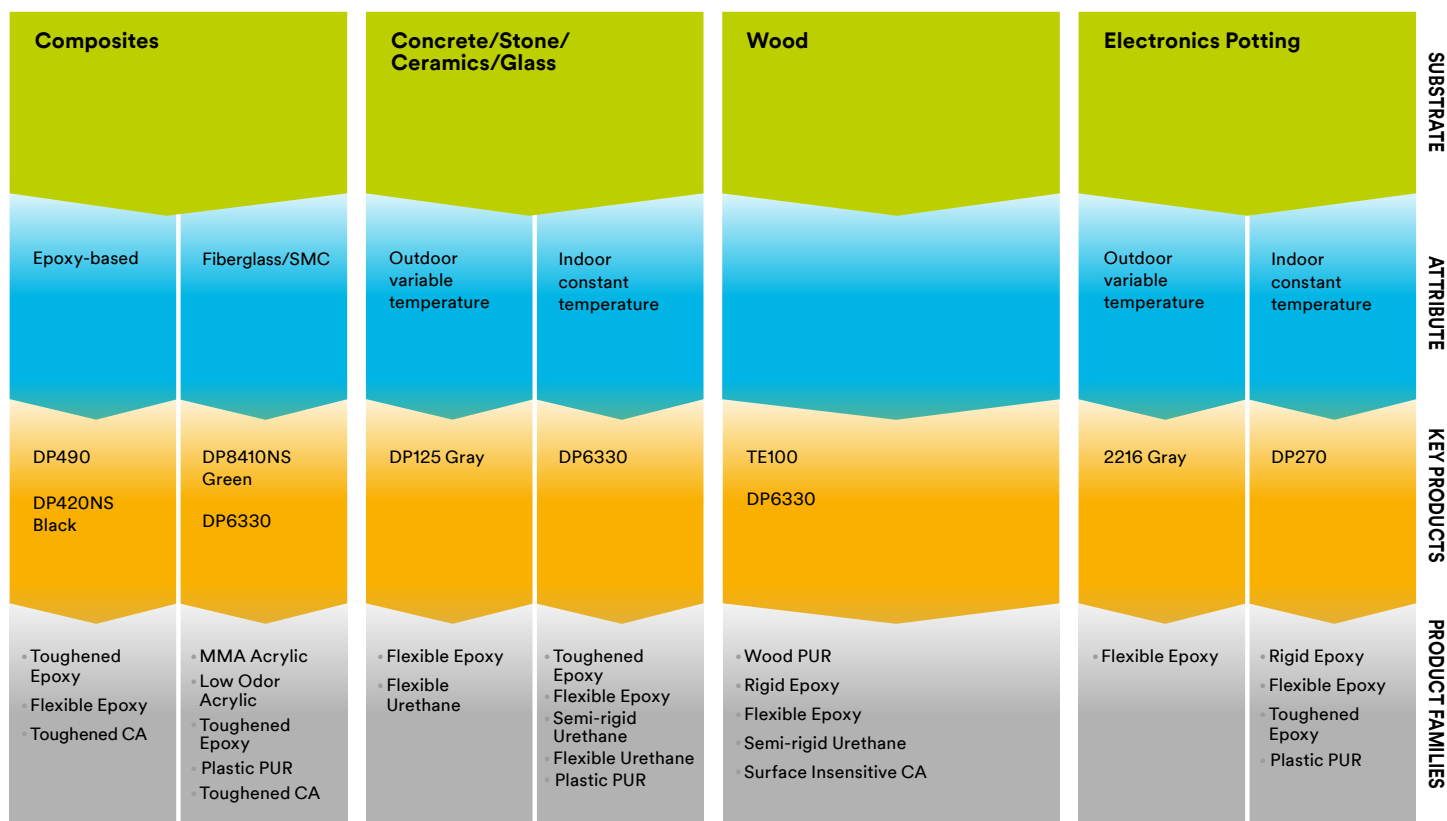 Composites
Concrete/Stone/
Ceramics/Glass
Wood
Electronics Potting
SUBSTRATE
Epoxy-based
Fiberglass/SMC
Outdoor
variable
temperature
Indoor
constant
temperature
Outdoor
variable
temperature
Indoor
constant
temperature
ATTRIBUTE
DP490
DP420NS
Black
DP8410NS
Green
DP6330
DP125 Gray
DP6330
TE100
DP6330
2216 Gray
DP270
KEY PRODUCTS
• Toughened
Epoxy
• Flexible Epoxy
• Toughened CA
• MMA Acrylic
• Low Odor
Acrylic
• Toughened
Epoxy
• Plastic PUR
• Toughened CA
• Flexible Epoxy
• Flexible
Urethane
• Toughened
Epoxy
• Flexible Epoxy
• Semi-rigid
Urethane
• Flexible Urethane
• Plastic PUR
• Wood PUR
• Rigid Epoxy
• Flexible Epoxy
• Semi-rigid Urethane
• Surface Insensitive CA
• Flexible Epoxy
• Rigid Epoxy
• Flexible Epoxy
• Toughened
Epoxy
• Plastic PUR
PRODUCT FAMILIES